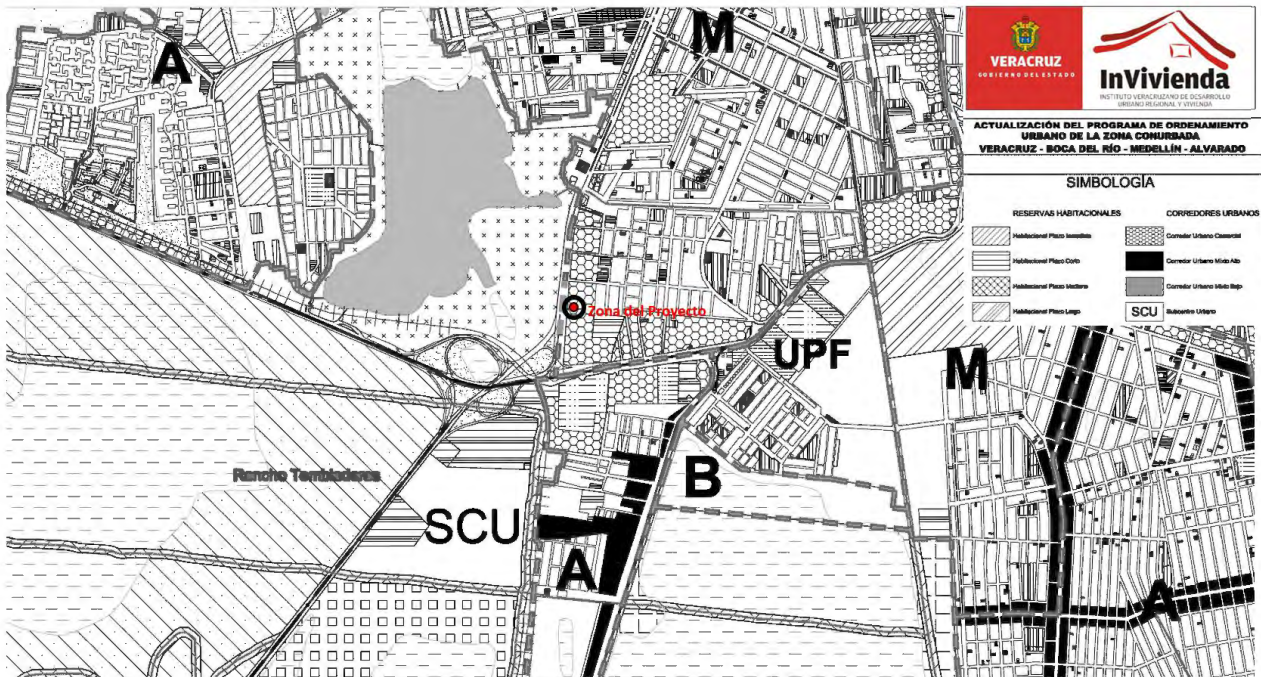 A
M
VERACRUZ
GOBIERNO DEL ESTADO
InVivienda
INSTITUTO VERACRUZANO DE DESARROLLO
URBANO REGIONAL Y VIVIENDA
ACTUALIZACIÓN DEL PROGRAMA DE ORDENAMIENTO
URBANO DE LA ZONA CONURBADA
VERACRUZ - BOCA DEL RÍO - MEDELLÍN - ALVARADO
SIMBOLOGÍA
RESERVAS HABITACIONALES
CORREDORES URBANOS
Habitacional Plazo Inmediato
Corredor Urbano Comercial
Habitacional Plazo Corto
Corredor Urbano Mixto Alto
Habitacional Plazo Mediano
Corredor Urbano Mixto Bajo
Habitacional Plazo Largo
SCU
Subcentro Urbano
Zona del Proyecto
UPF
M
Rancho Tembladeras
B
SCU
A
A